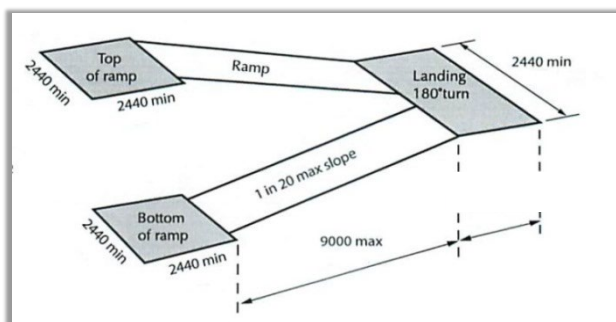 Top
of ramp
2440 min
2440 min
Ramp
Landing
180°turn
2440 min
1 in 20 max slope
Bottom
of ramp
2440 min
2440 min
9000 max